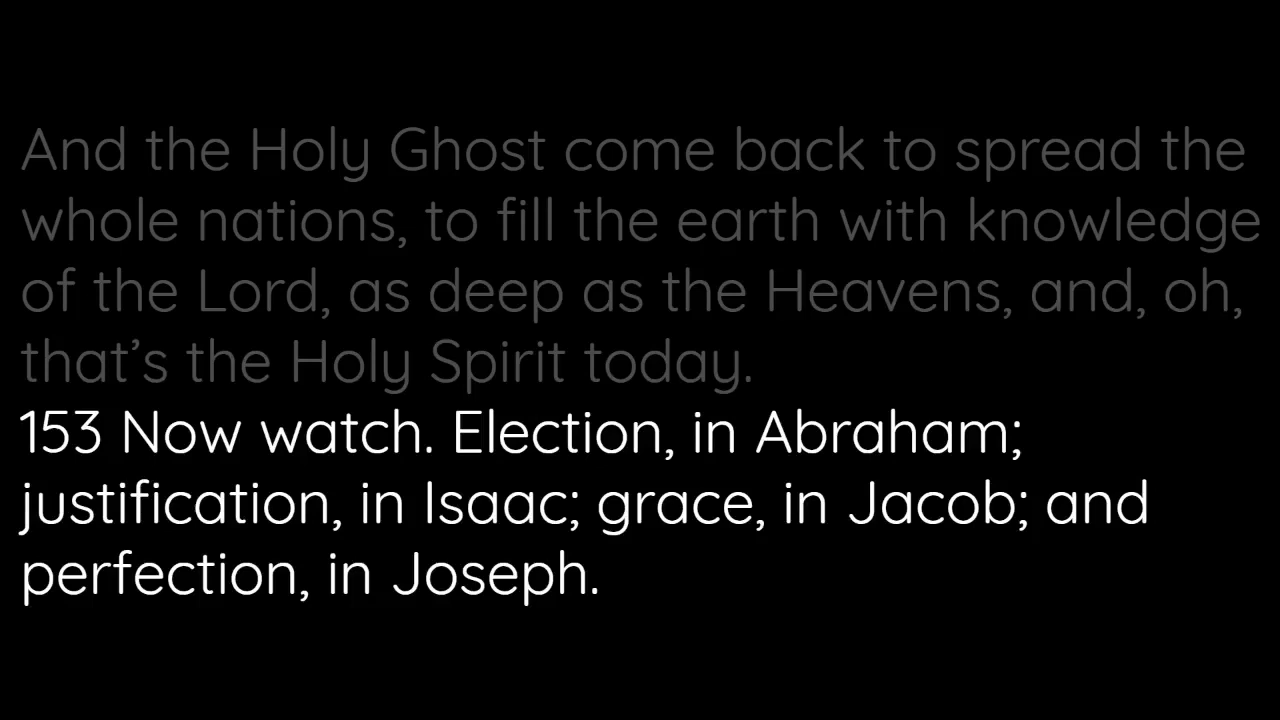 And the Holy Ghost come back to spread the
whole nations, to fill the earth with knowledge
of the Lord, as deep as the Heavens, and, oh,
that’s the Holy Spirit today.
153 Now watch. Election, in Abraham;
justification, in Isaac; grace, in Jacob; and
perfection, in Joseph.